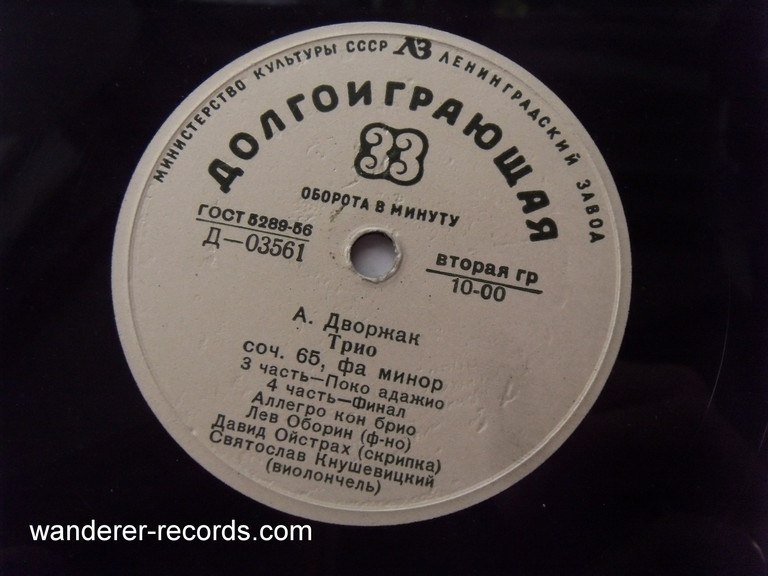 МИНИСТЕРСТВО КУЛЬТУРЫ СССР ЛЗ ЛЕНИНГРАДСКИЙ ЗАВОД
ДОЛГОИГРАЮЩАЯ
33
ОБОРОТА В МИНУТУ
ГОСТ 5289-56
Д—03561
вторая гр
10-00
А. Дворжак
Трио
соч. 65, фа минор
3 часть—Поко адажио
4 часть—Финал
Аллегро кон брио
Лев Оборин (ф-но)
Давид Ойстрах (скрипка)
Святослав Кнушевицкий
(виолончель)
wanderer-records.com